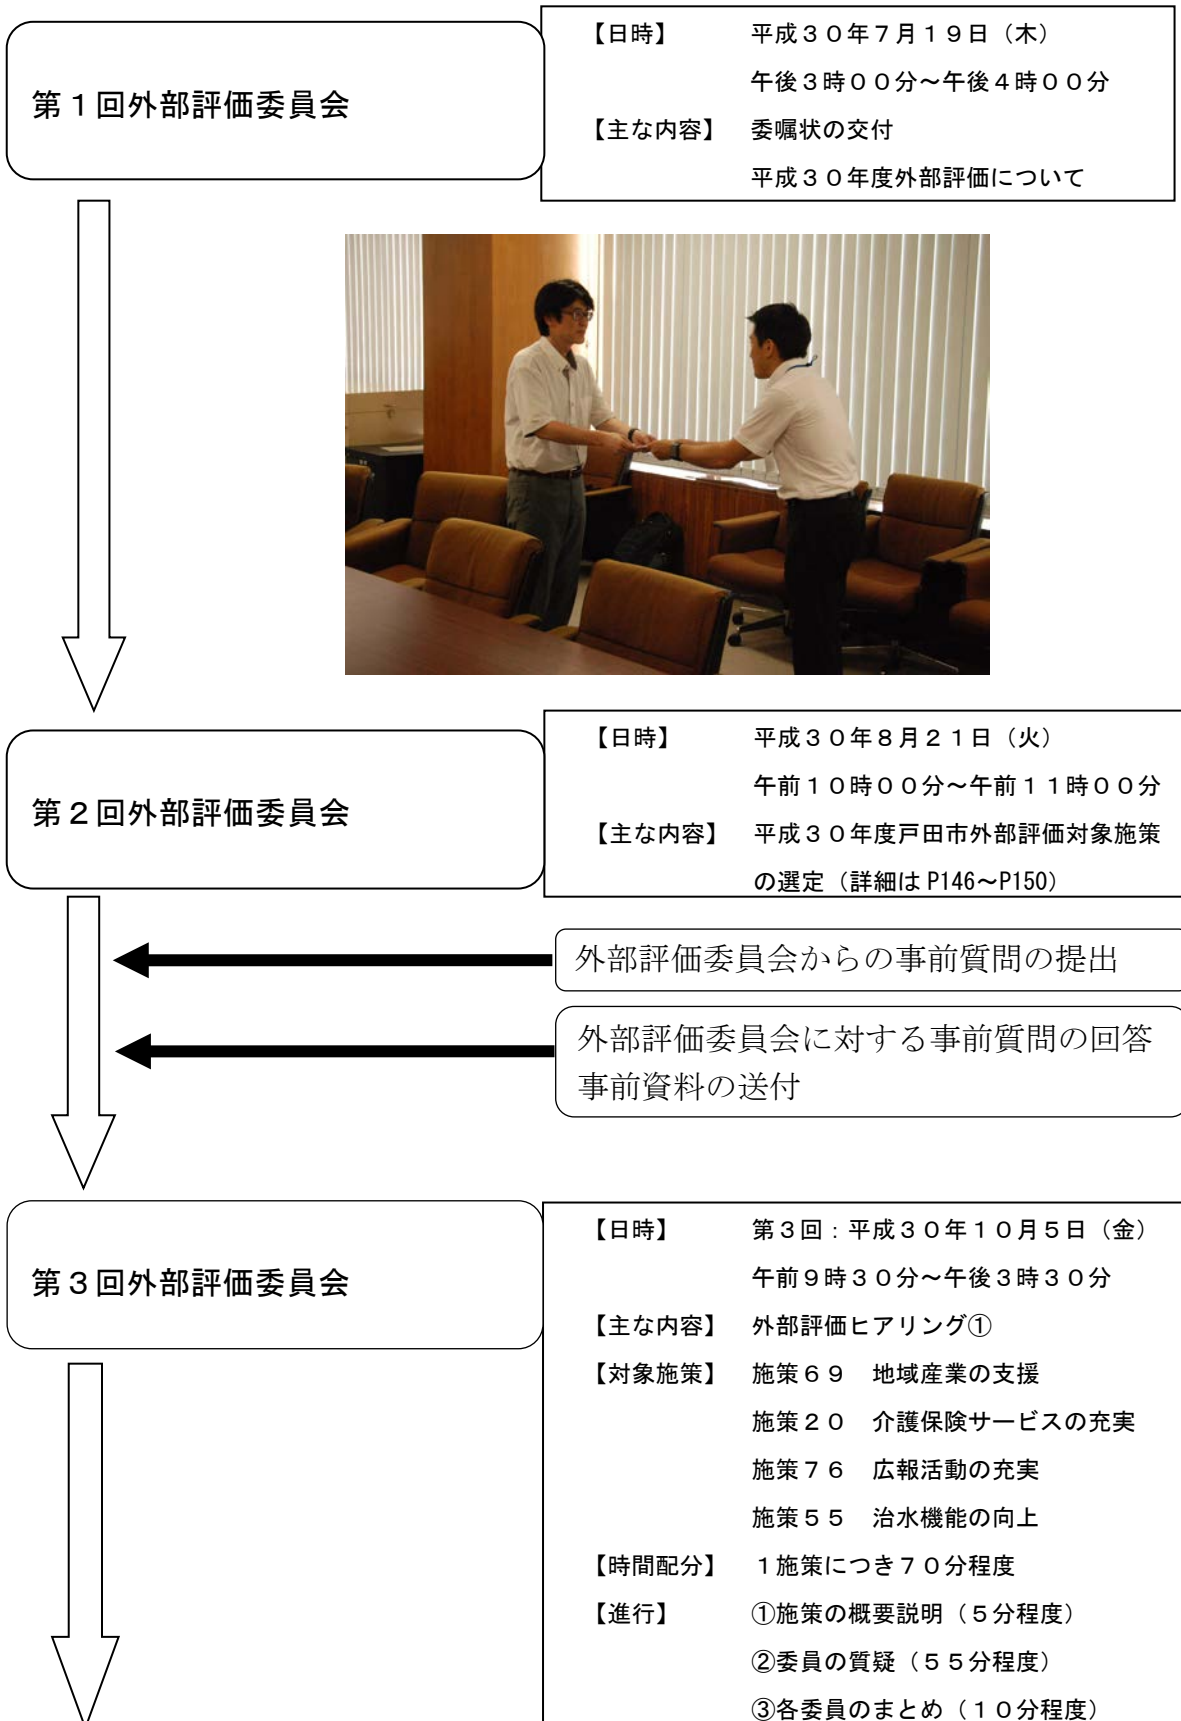 第１回外部評価委員会
【日時】 平成３０年７月１９日（木）
午後３時００分～午後４時００分
【主な内容】 委嘱状の交付
平成３０年度外部評価について
第２回外部評価委員会
【日時】 平成３０年８月２１日（火）
午前１０時００分～午前１１時００分
【主な内容】 平成３０年度戸田市外部評価対象施策
の選定（詳細は P146～P150）
外部評価委員会からの事前質問の提出
外部評価委員会に対する事前質問の回答
事前資料の送付
第３回外部評価委員会
【日時】 第３回：平成３０年１０月５日（金）
午前９時３０分～午後３時３０分
【主な内容】 外部評価ヒアリング①
【対象施策】 施策６９ 地域産業の支援
施策２０ 介護保険サービスの充実
施策７６ 広報活動の充実
施策５５ 治水機能の向上
【時間配分】 １施策につき７０分程度
【進行】 ①施策の概要説明（５分程度）
②委員の質疑（５５分程度）
③各委員のまとめ（１０分程度）